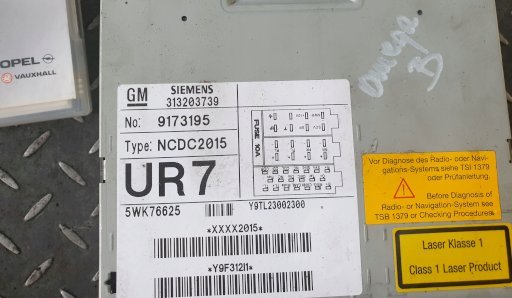 OPEL
VAUXHALL
omega
B
GM
SIEMENS
313203739
No: 9173195
Type: NCDC2015
UR7
5WK76625
Y9TL23002300
FUSE 10A
*XXXX2015*
*Y9F312I1*
Vor Diagnose des Radio- oder Navi-
gations-Systems siehe TSI 1379
oder Prüfanleitung.
Before Diagnosis of
Radio- or Navigation-System see
TSB 1379 or Checking Procedures.
Laser Klasse 1
Class 1 Laser Product